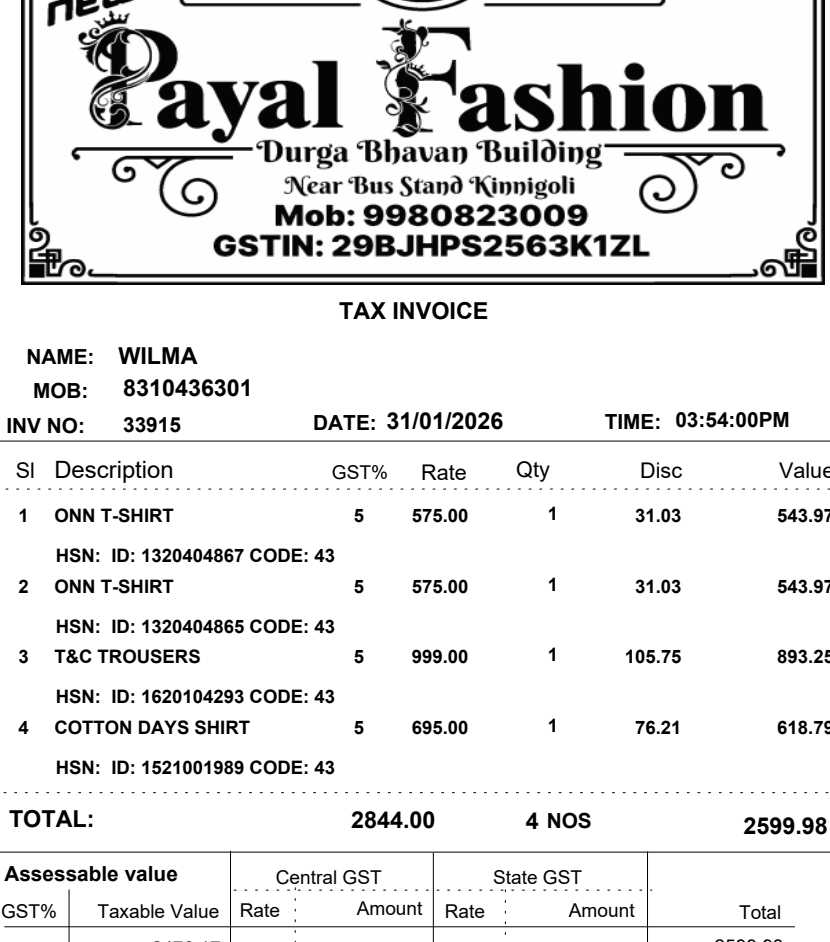 new
Payal Fashion
Durga Bhavan Building
Near Bus Stand Kinnigoli
Mob: 9980823009
GSTIN: 29BJHPS2563K1ZL
TAX INVOICE
NAME: WILMA
MOB: 8310436301
INV NO: 33915 DATE: 31/01/2026 TIME: 03:54:00PM
Sl Description GST% Rate Qty Disc Value
1 ONN T-SHIRT 5 575.00 1 31.03 543.97
HSN: ID: 1320404867 CODE: 43
2 ONN T-SHIRT 5 575.00 1 31.03 543.97
HSN: ID: 1320404865 CODE: 43
3 T&C TROUSERS 5 999.00 1 105.75 893.25
HSN: ID: 1620104293 CODE: 43
4 COTTON DAYS SHIRT 5 695.00 1 76.21 618.79
HSN: ID: 1521001989 CODE: 43
TOTAL: 2844.00 4 NOS 2599.98
Assessable value Central GST State GST
GST% Taxable Value Rate Amount Rate Amount Total